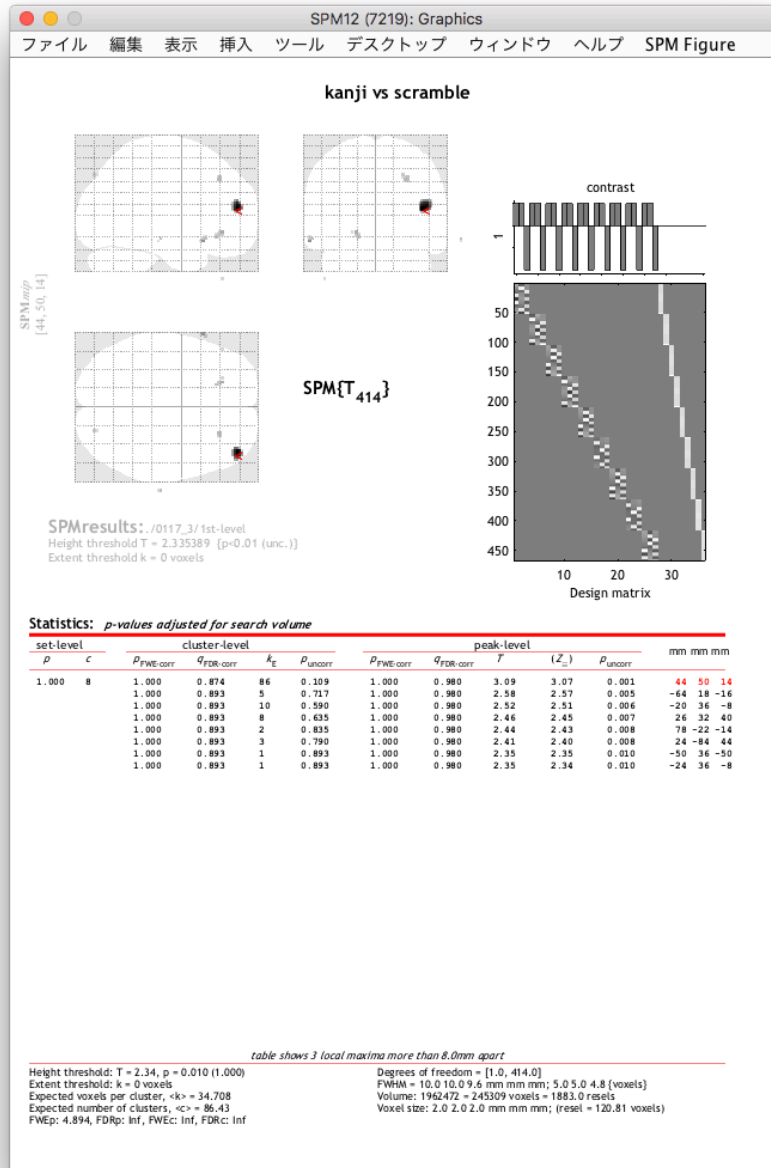 SPM12 (7219): Graphics
ファイル 編集 表示 挿入 ツール デスクトップ ウィンドウ ヘルプ SPM Figure
kanji vs scramble
SPMmip
[44, 50, 14]
SPM{T414}
contrast
1
50
100
150
200
250
300
350
400
450
10 20 30
Design matrix
SPMresults: ./0117_3/1st-level
Height threshold T = 2.335389 {p<0.01 (unc.)}
Extent threshold k = 0 voxels
Statistics: p-values adjusted for search volume
set-level cluster-level peak-level mm mm mm
p c pFWE-corr qFDR-corr kE puncorr pFWE-corr qFDR-corr T (Z≡) puncorr
1.000 8 1.000 0.874 86 0.109 1.000 0.980 3.09 3.07 0.001 44 50 14
1.000 0.893 5 0.717 1.000 0.980 2.58 2.57 0.005 -64 18 -16
1.000 0.893 10 0.590 1.000 0.980 2.52 2.51 0.006 -20 36 -8
1.000 0.893 8 0.635 1.000 0.980 2.46 2.45 0.007 26 32 40
1.000 0.893 2 0.835 1.000 0.980 2.44 2.43 0.008 78 -22 -14
1.000 0.893 3 0.790 1.000 0.980 2.41 2.40 0.008 24 -84 44
1.000 0.893 1 0.893 1.000 0.980 2.35 2.35 0.010 -50 36 -50
1.000 0.893 1 0.893 1.000 0.980 2.35 2.34 0.010 -24 36 -8
table shows 3 local maxima more than 8.0mm apart
Height threshold: T = 2.34, p = 0.010 (1.000)
Extent threshold: k = 0 voxels
Expected voxels per cluster, <k> = 34.708
Expected number of clusters, <c> = 86.43
FWEp: 4.894, FDRp: Inf, FWEc: Inf, FDRc: Inf
Degrees of freedom = [1.0, 414.0]
FWHM = 10.0 10.0 9.6 mm mm mm; 5.0 5.0 4.8 {voxels}
Volume: 1962472 = 245309 voxels = 1883.0 resels
Voxel size: 2.0 2.0 2.0 mm mm mm; (resel = 120.81 voxels)